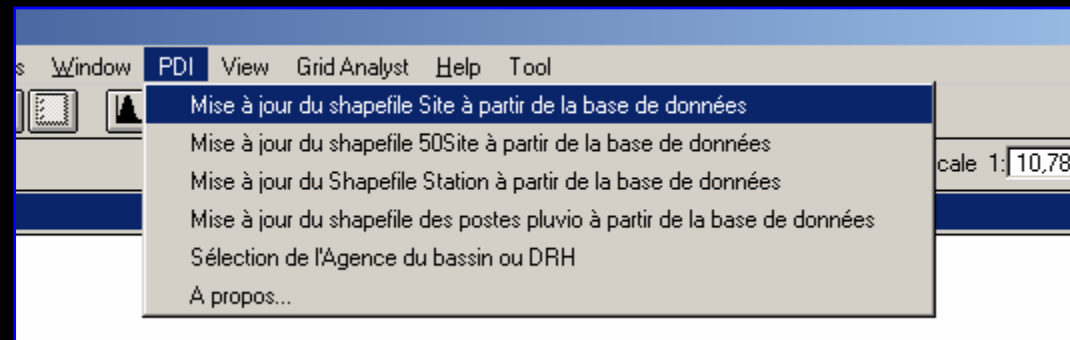 s Window PDI View Grid Analyst Help Tool
Mise à jour du shapefile Site à partir de la base de données
Mise à jour du shapefile 50Site à partir de la base de données
cale 1: 10,78
Mise à jour du Shapefile Station à partir de la base de données
Mise à jour du shapefile des postes pluvio à partir de la base de données
Sélection de l'Agence du bassin ou DRH
A propos...